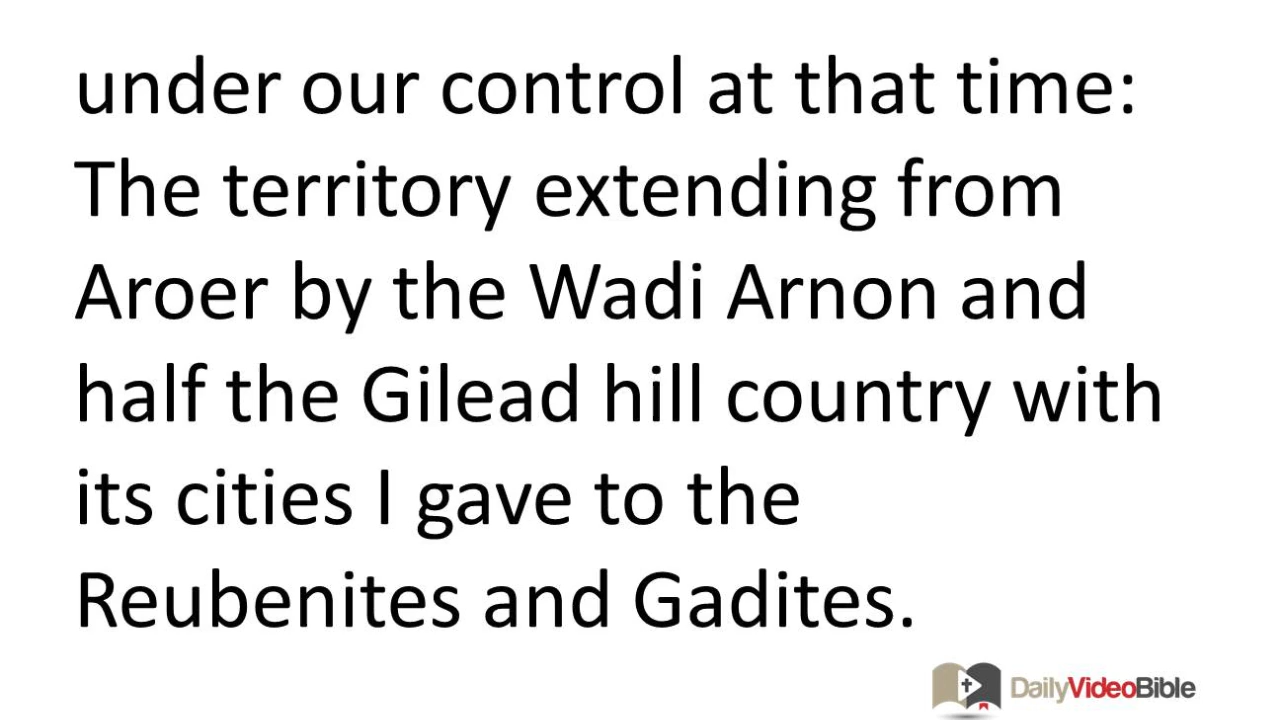 under our control at that time:
The territory extending from
Aroer by the Wadi Arnon and
half the Gilead hill country with
its cities I gave to the
Reubenites and Gadites.
DailyVideoBible